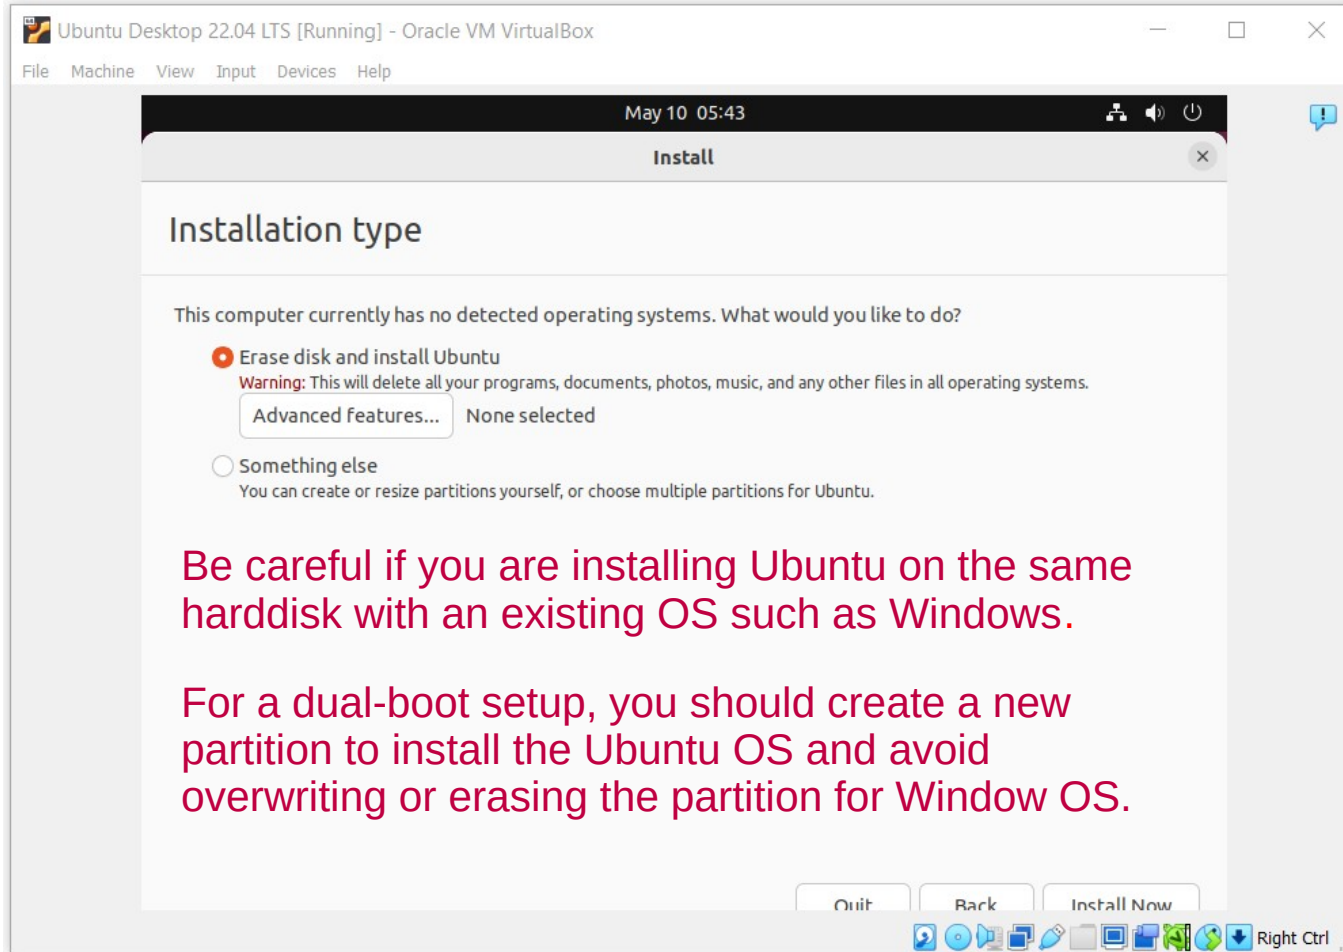 Ubuntu Desktop 22.04 LTS [Running] - Oracle VM VirtualBox
File Machine View Input Devices Help
May 10 05:43
Install
Installation type
This computer currently has no detected operating systems. What would you like to do?
Erase disk and install Ubuntu
Warning: This will delete all your programs, documents, photos, music, and any other files in all operating systems.
Advanced features... None selected
Something else
You can create or resize partitions yourself, or choose multiple partitions for Ubuntu.
Be careful if you are installing Ubuntu on the same
harddisk with an existing OS such as Windows.
For a dual-boot setup, you should create a new
partition to install the Ubuntu OS and avoid
overwriting or erasing the partition for Window OS.
Quit Back Install Now
Right Ctrl